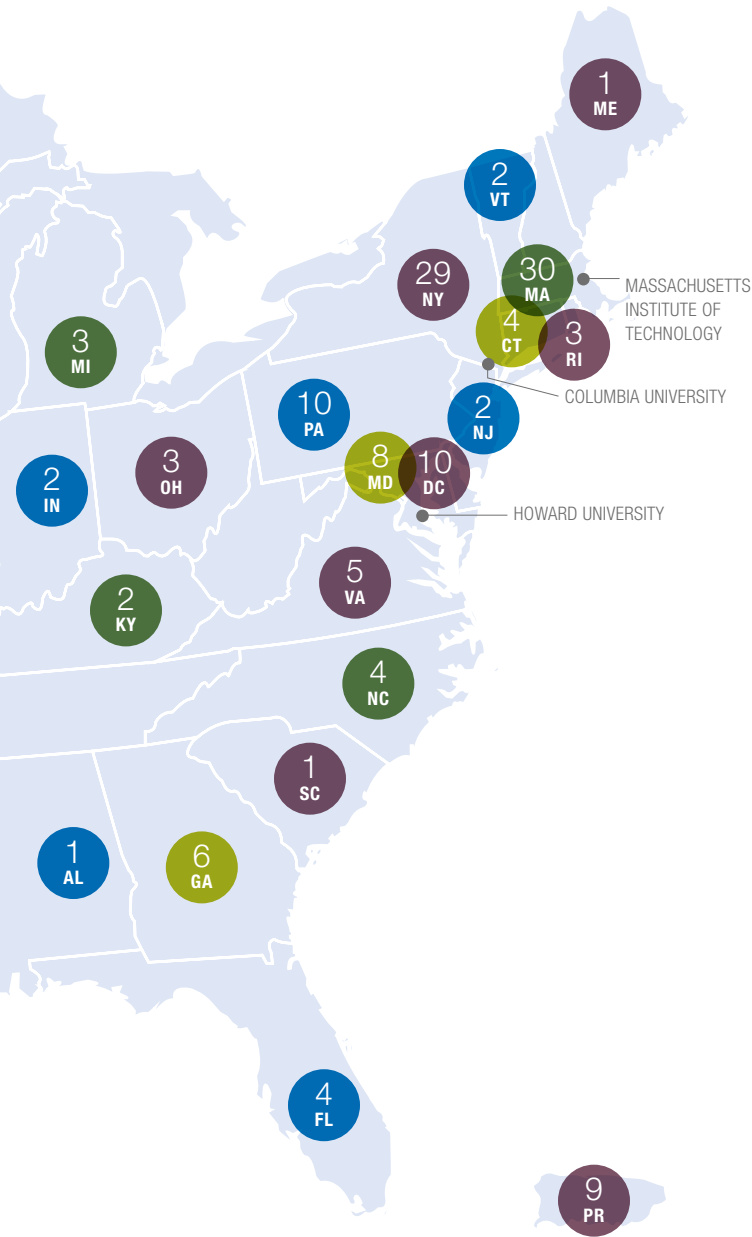 1
ME
2
VT
30
MA
29
NY
MASSACHUSETTS
INSTITUTE OF
TECHNOLOGY
4
CT
3
RI
3
MI
COLUMBIA UNIVERSITY
10
PA
2
NJ
8
MD
10
DC
3
OH
2
IN
HOWARD UNIVERSITY
5
VA
2
KY
4
NC
1
SC
1
AL
6
GA
4
FL
9
PR